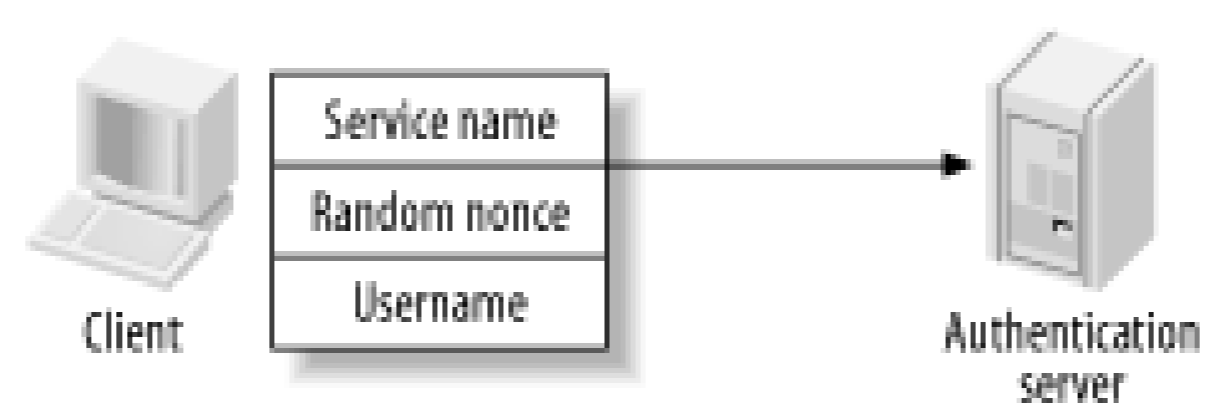 Service name
Random nonce
Username
Client
Authentication
server